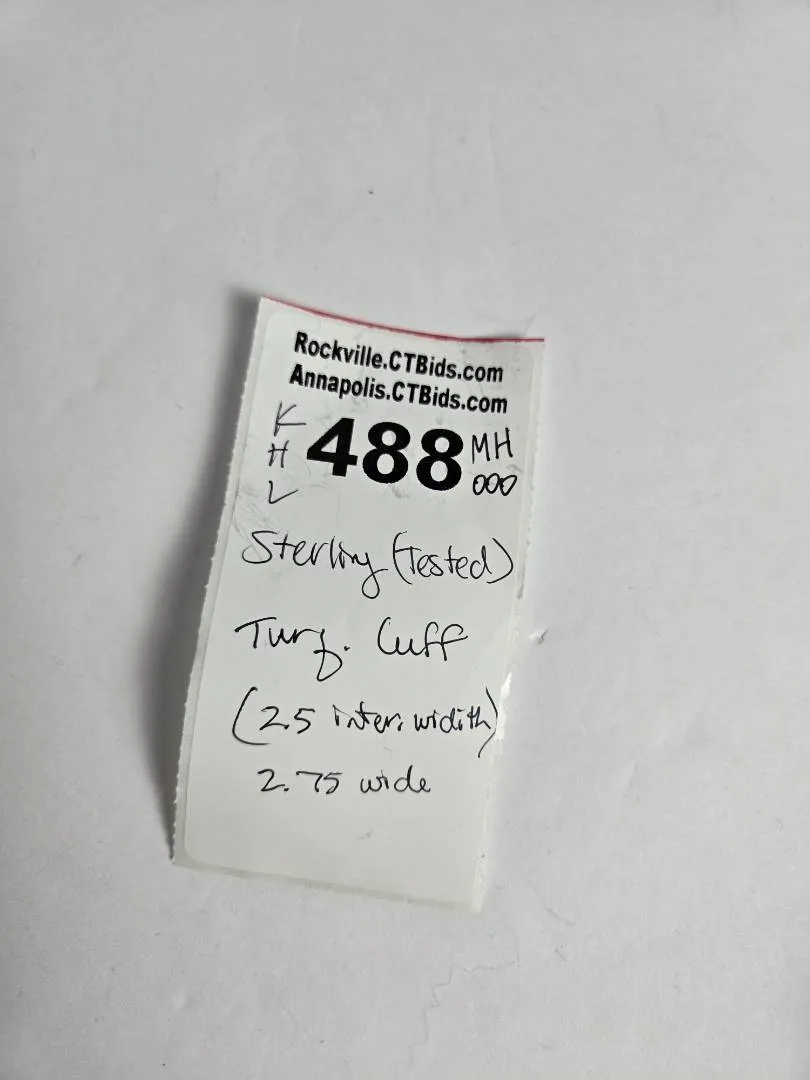 Rockville.CTBids.com
Annapolis.CTBids.com
K
H
L
488
MH
000
Sterling (Tested)
Turq. Cuff
(2.5 inter. widith)
2.75 wide